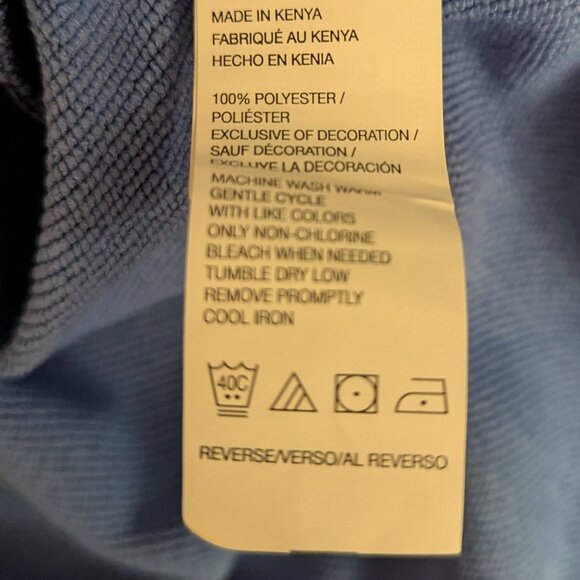 MADE IN KENYA
FABRIQUÉ AU KENYA
HECHO EN KENIA
100% POLYESTER /
POLIÉSTER
EXCLUSIVE OF DECORATION /
SAUF DÉCORATION /
EXCLUYE LA DECORACIÓN
MACHINE WASH WARM
GENTLE CYCLE
WITH LIKE COLORS
ONLY NON-CHLORINE
BLEACH WHEN NEEDED
TUMBLE DRY LOW
REMOVE PROMPTLY
COOL IRON
40C
REVERSE/VERSO/AL REVERSO